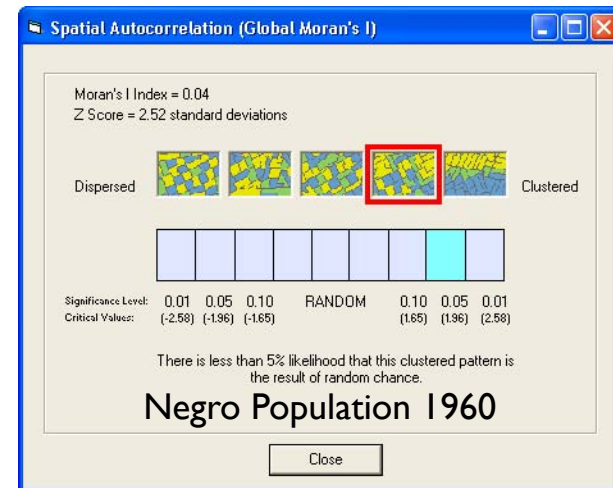 Spatial Autocorrelation (Global Moran's I)
Moran's I Index = 0.04
Z Score = 2.52 standard deviations
Dispersed
Clustered
Significance Level: 0.01 0.05 0.10 RANDOM 0.10 0.05 0.01
Critical Values: (-2.58) (-1.96) (-1.65) (1.65) (1.96) (2.58)
There is less than 5% likelihood that this clustered pattern is
the result of random chance.
Negro Population 1960
Close